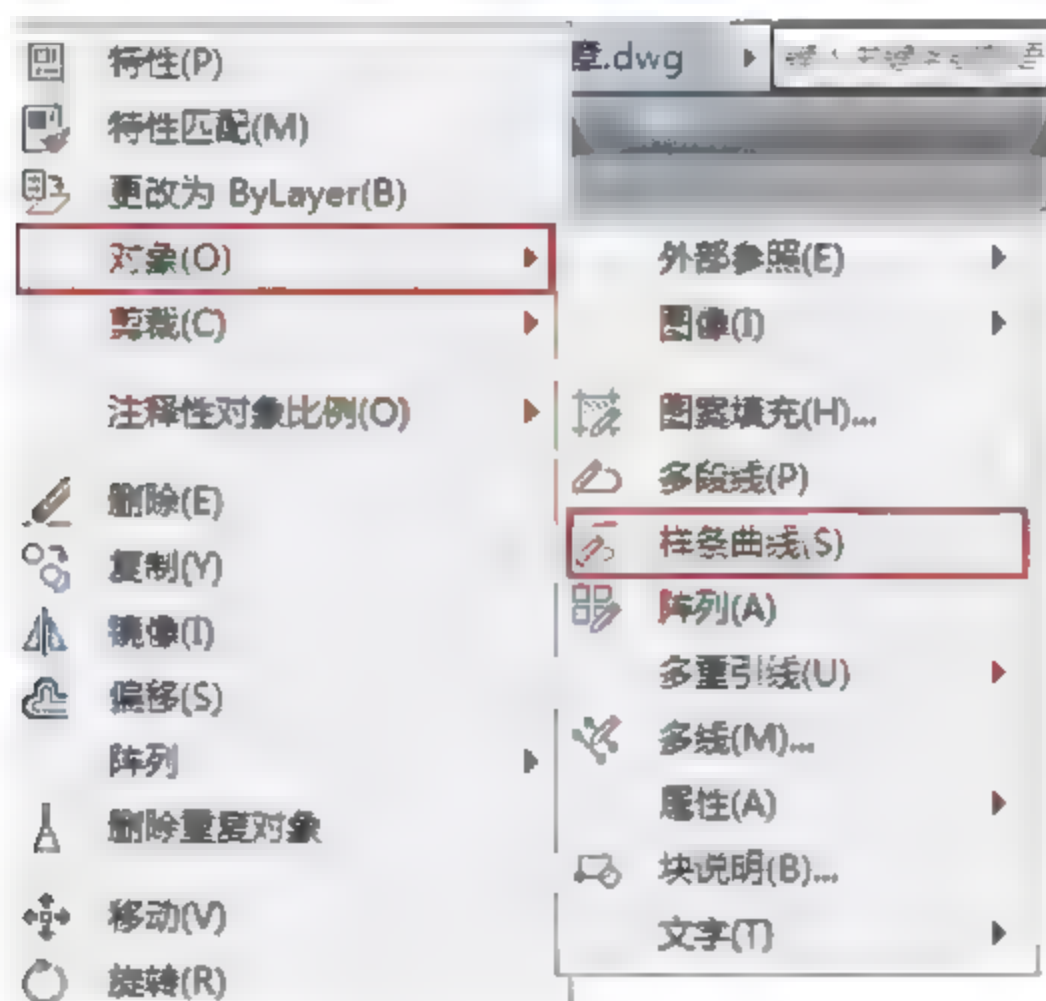 特性(P)
特性匹配(M)
更改为 ByLayer(B)
对象(O)
剪裁(C)
注释性对象比例(O)
删除(E)
复制(Y)
镜像(I)
偏移(S)
阵列
删除重复对象
移动(V)
旋转(R)
章.dwg
外部参照(E)
图像(I)
图案填充(H)...
多段线(P)
样条曲线(S)
阵列(A)
多重引线(U)
多线(M)...
属性(A)
块说明(B)...
文字(T)